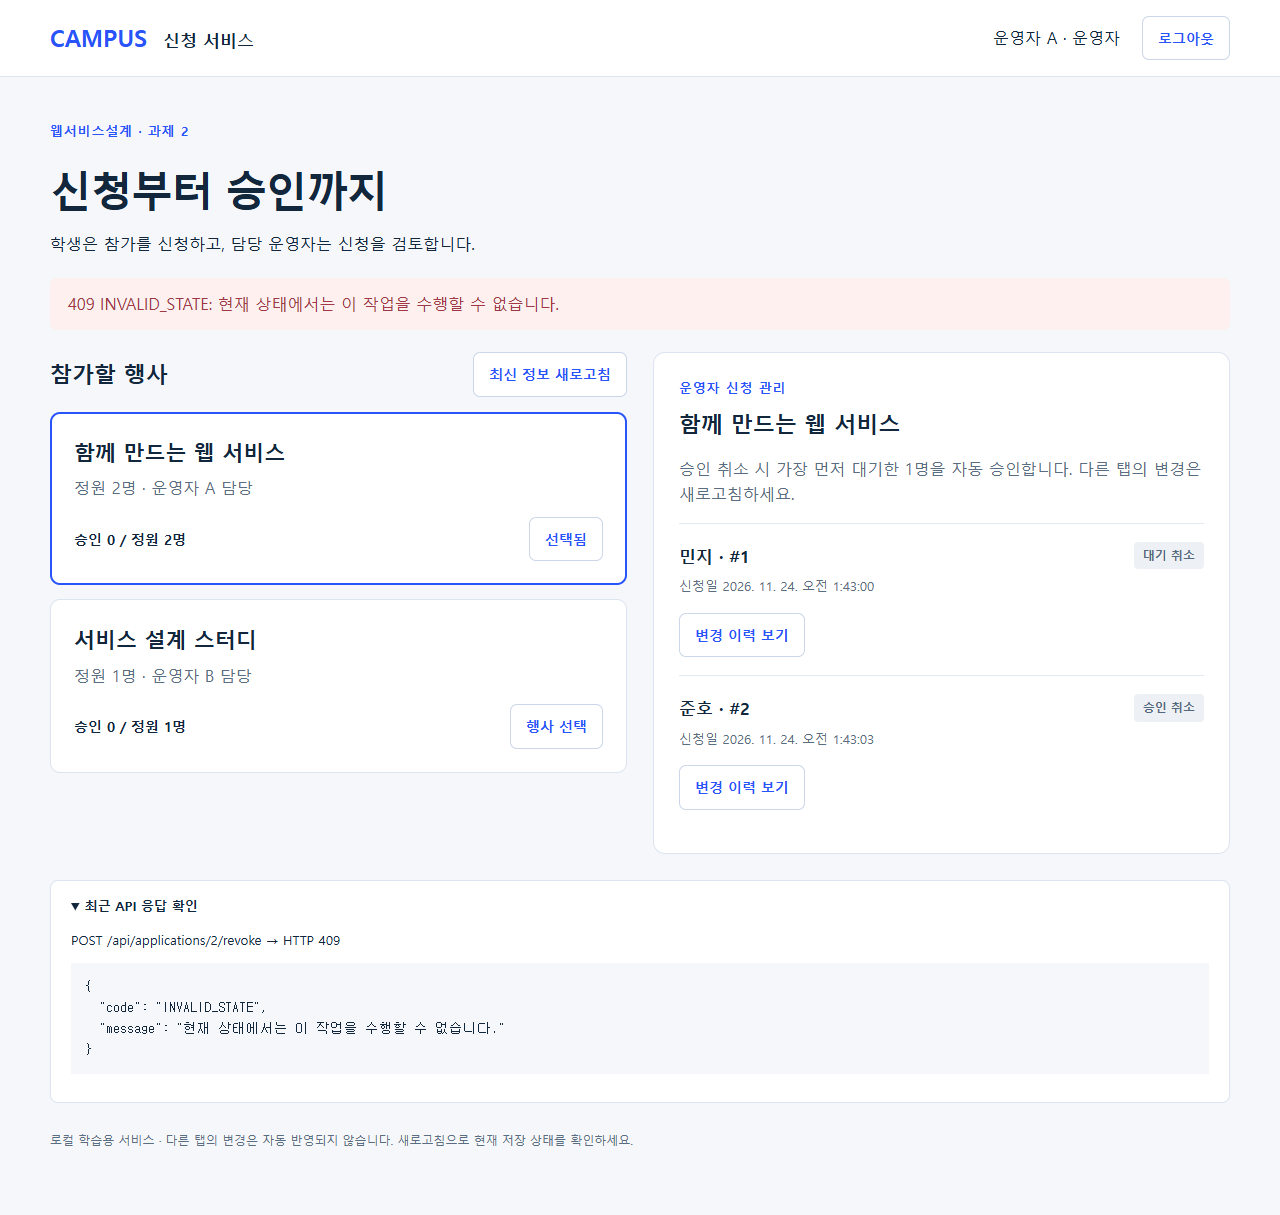 CAMPUS 신청 서비스
운영자 A · 운영자
로그아웃
웹서비스설계 · 과제 2
신청부터 승인까지
학생은 참가를 신청하고, 담당 운영자는 신청을 검토합니다.
409 INVALID_STATE: 현재 상태에서는 이 작업을 수행할 수 없습니다.
참가할 행사
최신 정보 새로고침
함께 만드는 웹 서비스
정원 2명 · 운영자 A 담당
승인 0 / 정원 2명
선택됨
서비스 설계 스터디
정원 1명 · 운영자 B 담당
승인 0 / 정원 1명
행사 선택
운영자 신청 관리
함께 만드는 웹 서비스
승인 취소 시 가장 먼저 대기한 1명을 자동 승인합니다. 다른 탭의 변경은
새로고침하세요.
민지 · #1
대기 취소
신청일 2026. 11. 24. 오전 1:43:00
변경 이력 보기
준호 · #2
승인 취소
신청일 2026. 11. 24. 오전 1:43:03
변경 이력 보기
▼ 최근 API 응답 확인
POST /api/applications/2/revoke → HTTP 409
{
"code": "INVALID_STATE",
"message": "현재 상태에서는 이 작업을 수행할 수 없습니다."
}
로컬 학습용 서비스 · 다른 탭의 변경은 자동 반영되지 않습니다. 새로고침으로 현재 저장 상태를 확인하세요.